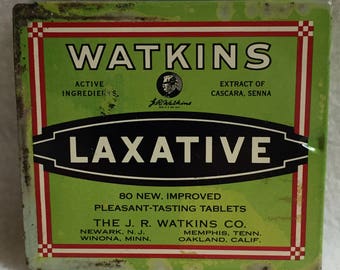 WATKINS
ACTIVE INGREDIENTS,
EXTRACT OF CASCARA, SENNA
J.R. Watkins
LAXATIVE
80 NEW, IMPROVED
PLEASANT-TASTING TABLETS
THE J. R. WATKINS CO.
NEWARK, N. J. MEMPHIS, TENN.
WINONA, MINN. OAKLAND, CALIF.